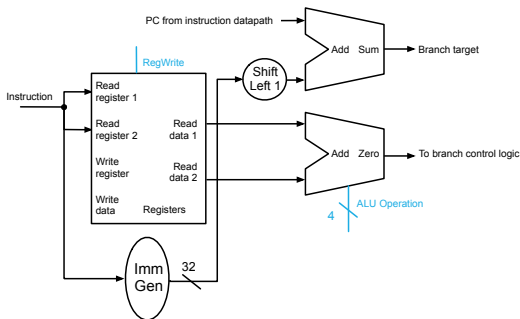 PC from instruction datapath
Add Sum
Branch target
Shift
Left 1
RegWrite
Instruction
Read
register 1
Read
register 2
Write
register
Write
data
Registers
Read
data 1
Read
data 2
Add Zero
To branch control logic
4
ALU Operation
Imm
Gen
32